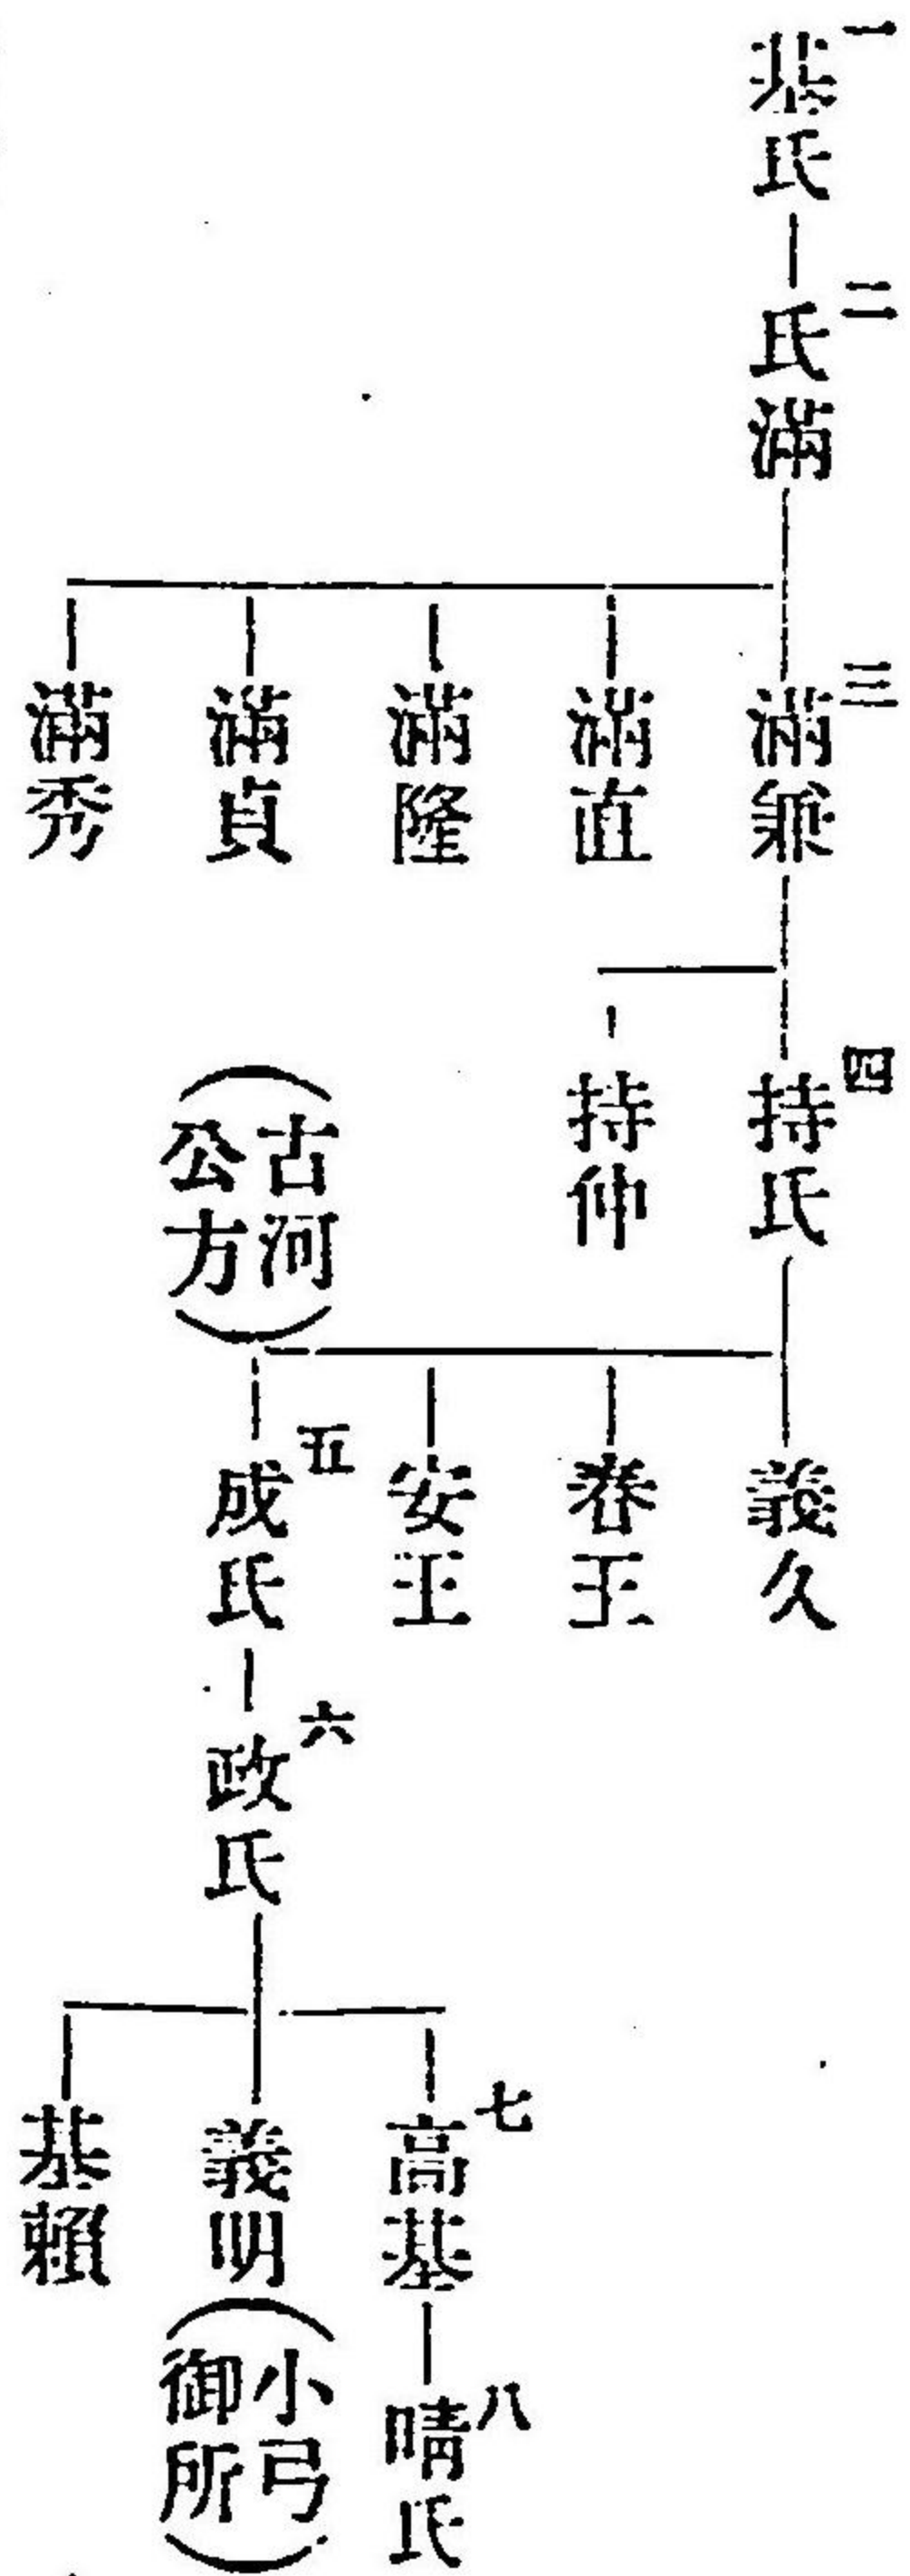 一
基氏
二
氏滿
三
滿兼
滿直
滿隆
滿貞
滿秀
四
持氏
持仲
義久
春王
安王
(古河公方)
五
成氏
六
政氏
七
高基
八
晴氏
義明
(小弓御所)
基賴